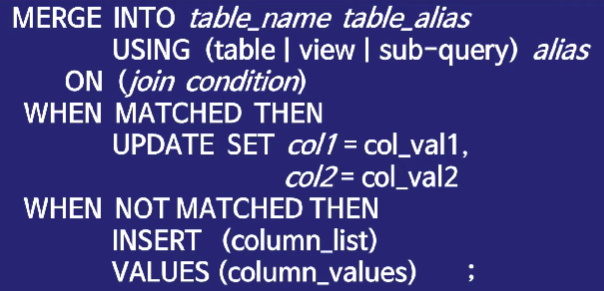 MERGE INTO table_name table_alias
USING (table | view | sub-query) alias
ON (join condition)
WHEN MATCHED THEN
UPDATE SET col1 = col_val1,
col2 = col_val2
WHEN NOT MATCHED THEN
INSERT (column_list)
VALUES (column_values) ;